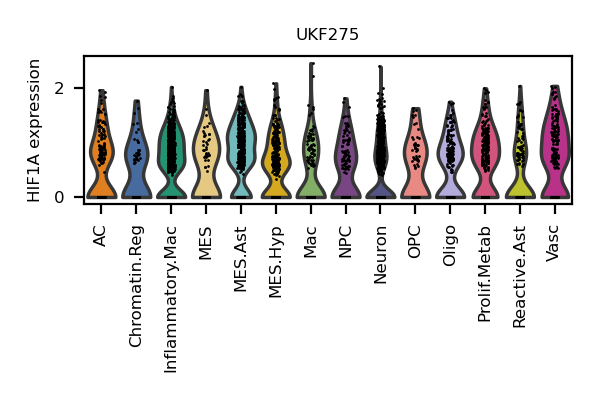 UKF275
HIF1A expression
2
0
AC
Chromatin.Reg
Inflammatory.Mac
MES
MES.Ast
MES.Hyp
Mac
NPC
Neuron
OPC
Oligo
Prolif.Metab
Reactive.Ast
Vasc